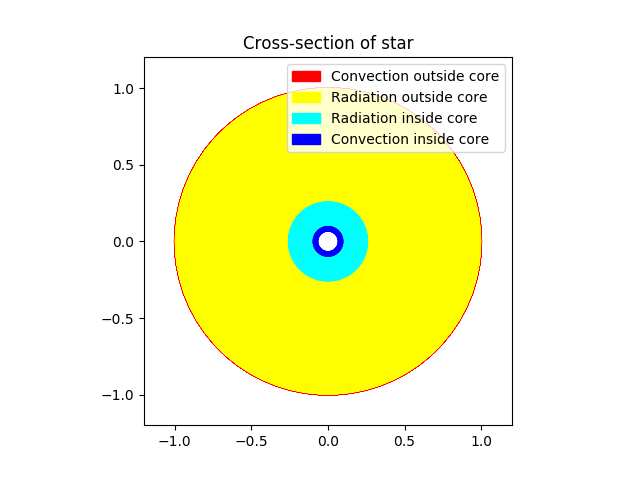 Cross-section of star
Convection outside core
Radiation outside core
Radiation inside core
Convection inside core
1.0
0.5
0.0
−0.5
−1.0
−1.0
−0.5
0.0
0.5
1.0